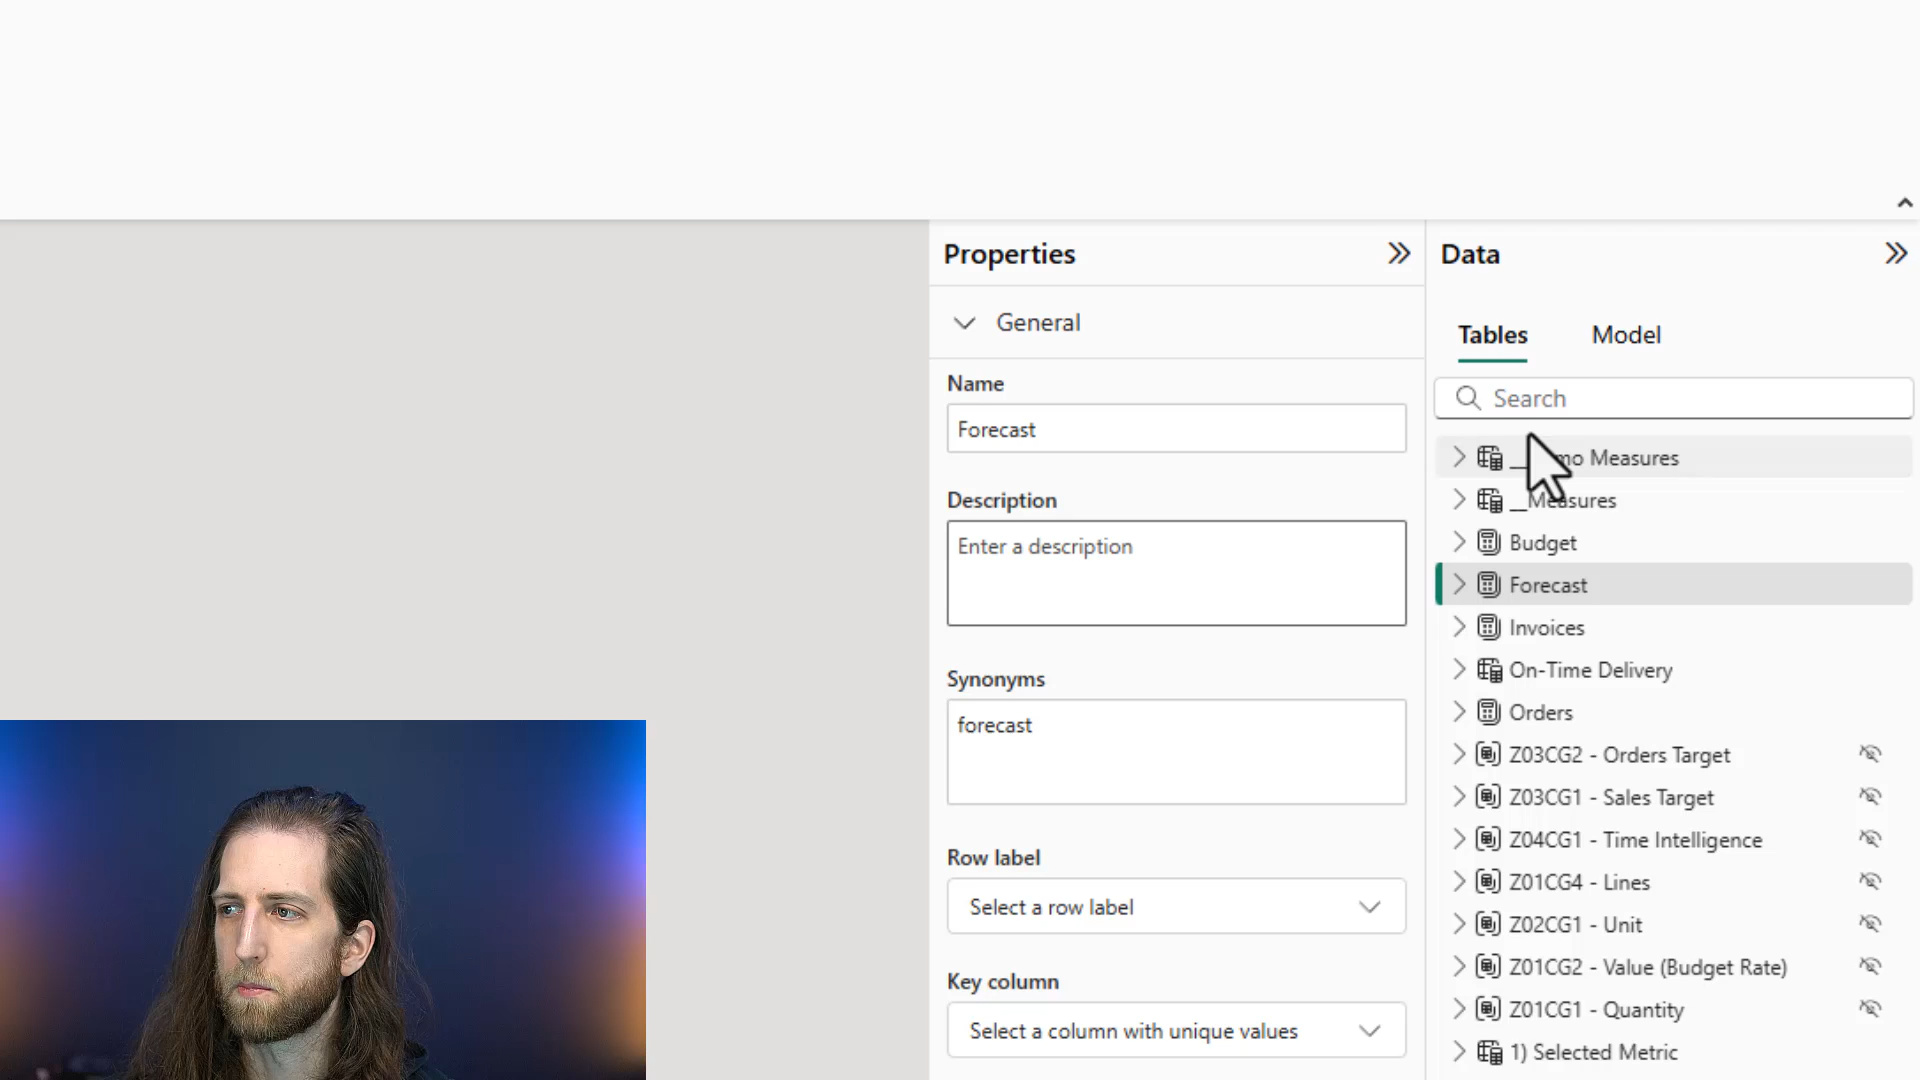 Properties
General
Name
Forecast
Description
Enter a description
Synonyms
forecast
Row label
Select a row label
Key column
Select a column with unique values
Data
Tables Model
Search
Measures
__Measures
Budget
Forecast
Invoices
On-Time Delivery
Orders
Z03CG2 - Orders Target
Z03CG1 - Sales Target
Z04CG1 - Time Intelligence
Z01CG4 - Lines
Z02CG1 - Unit
Z01CG2 - Value (Budget Rate)
Z01CG1 - Quantity
1) Selected Metric